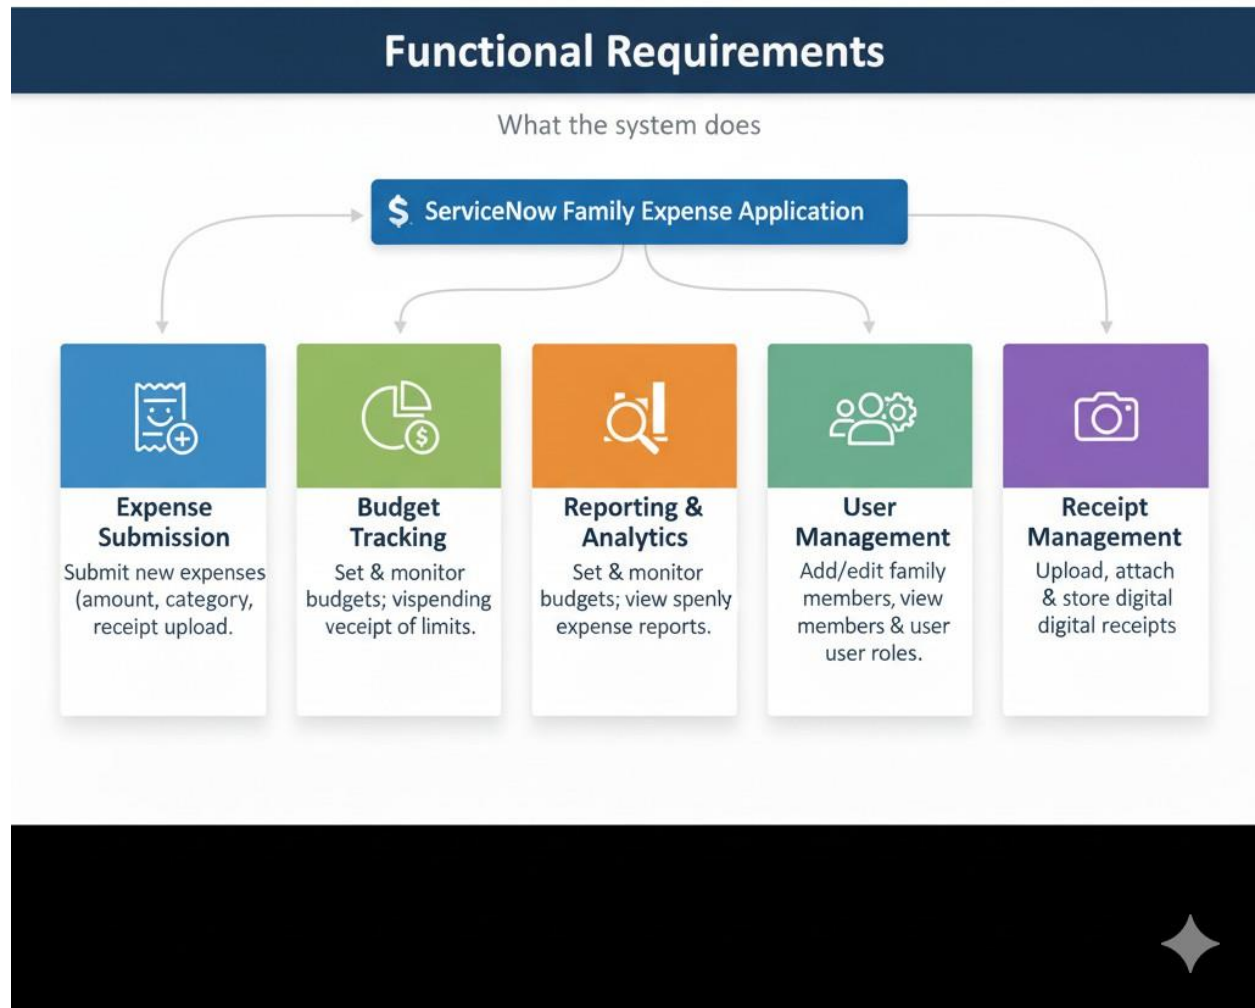 Functional Requirements
What the system does
$ ServiceNow Family Expense Application
Expense
Submission
Submit new expenses
(amount, category,
receipt upload.
Budget
Tracking
Set & monitor
budgets; vispending
veceipt of limits.
Reporting &
Analytics
Set & monitor
budgets; view spenly
expense reports.
User
Management
Add/edit family
members, view
members & user
user roles.
Receipt
Management
Upload, attach
& store digital
digital receipts